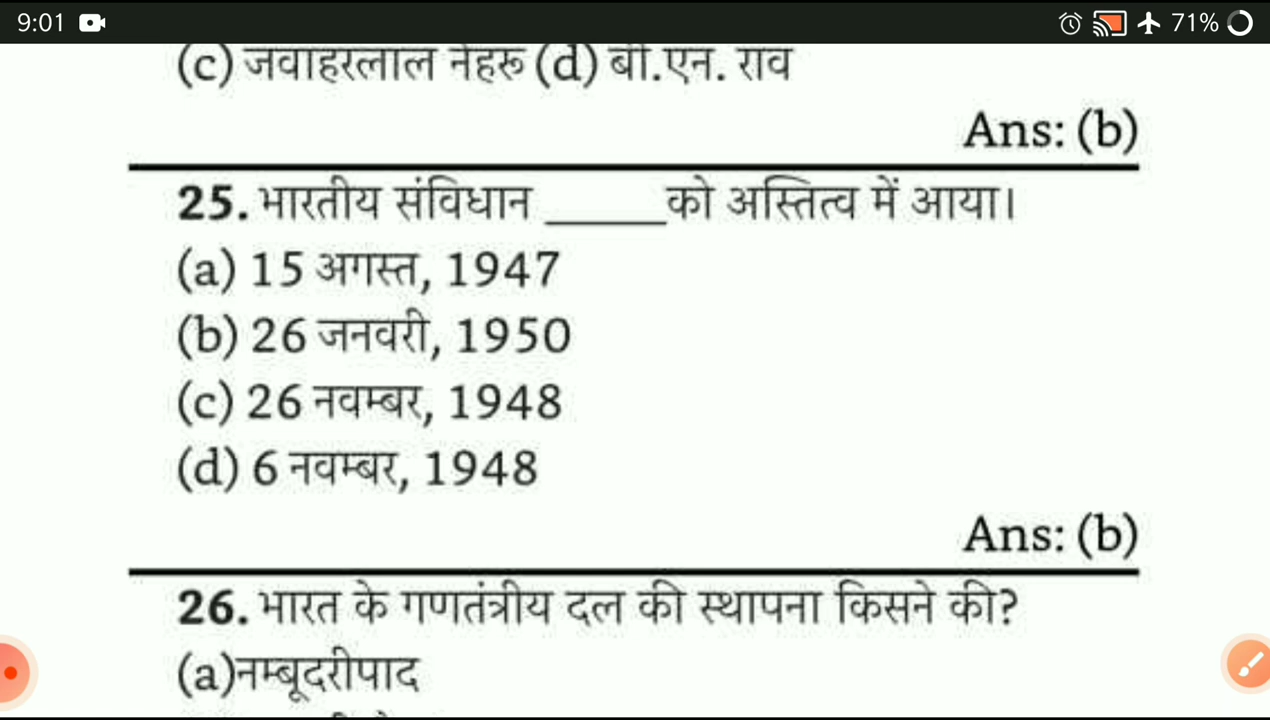 9:01 71%
(c) जवाहरलाल नेहरू (d) बी.एन. राव
Ans: (b)
25. भारतीय संविधान _____को अस्तित्व में आया।
(a) 15 अगस्त, 1947
(b) 26 जनवरी, 1950
(c) 26 नवम्बर, 1948
(d) 6 नवम्बर, 1948
Ans: (b)
26. भारत के गणतंत्रीय दल की स्थापना किसने की?
(a)नम्बूदरीपाद